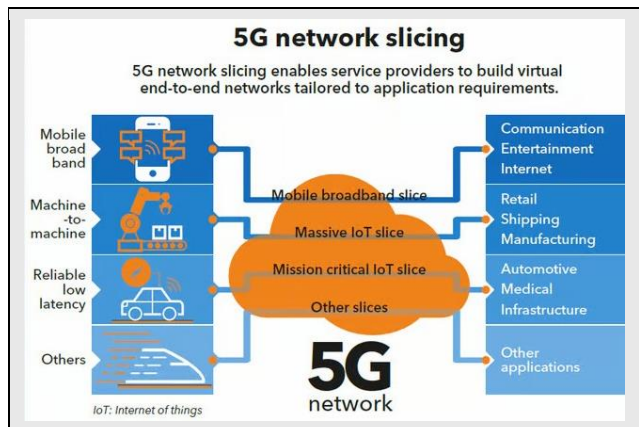 5G network slicing
5G network slicing enables service providers to build virtual
end-to-end networks tailored to application requirements.
Mobile
broad
band
Mobile broadband slice
Communication
Entertainment
Internet
Machine
-to-
machine
Massive IoT slice
Retail
Shipping
Manufacturing
Reliable
low
latency
Mission critical IoT slice
Automotive
Medical
Infrastructure
Others
Other slices
Other
applications
5G
network
IoT: Internet of things